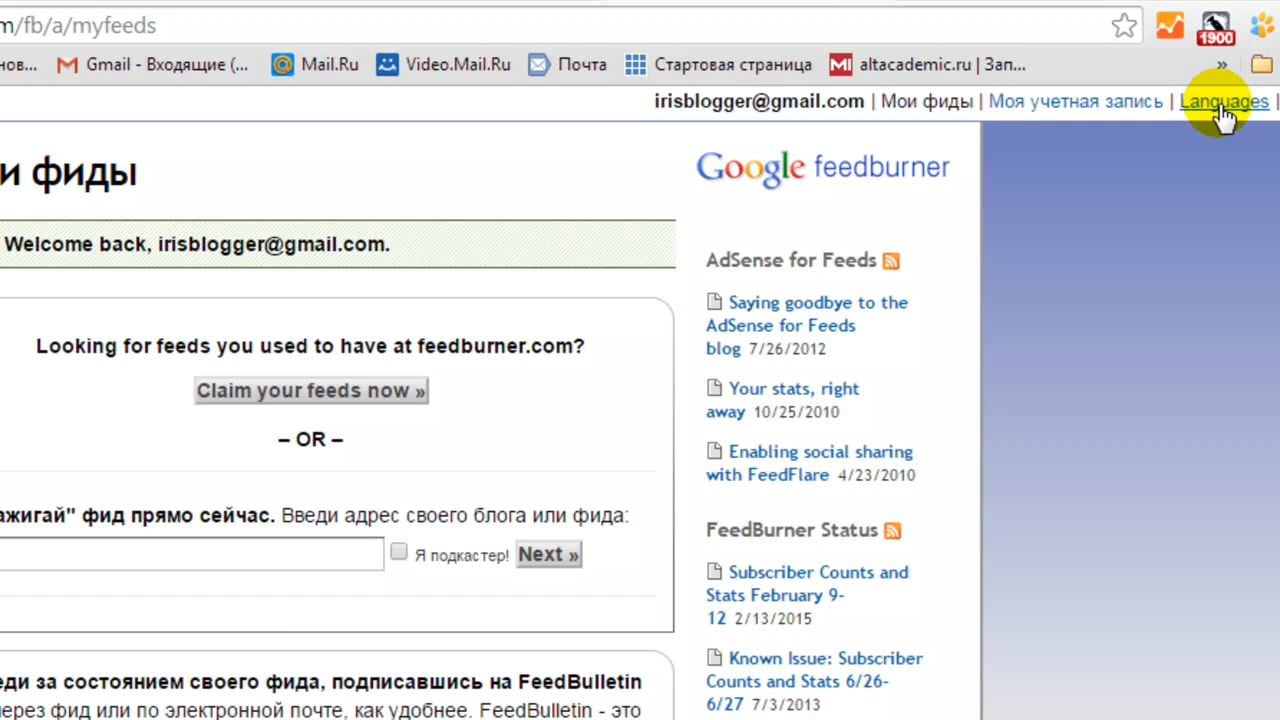 m/fb/a/myfeeds
1900
нов... Gmail - Входящие (... Mail.Ru Video.Mail.Ru Почта Стартовая страница altacademic.ru | Зап... »
irisblogger@gmail.com | Мои фиды | Моя учетная запись | Languages |
и фиды
Google feedburner
Welcome back, irisblogger@gmail.com.
AdSense for Feeds
Saying goodbye to the
AdSense for Feeds
blog 7/26/2012
Looking for feeds you used to have at feedburner.com?
Claim your feeds now »
Your stats, right
away 10/25/2010
– OR –
Enabling social sharing
with FeedFlare 4/23/2010
ажигай" фид прямо сейчас. Введи адрес своего блога или фида:
Я подкастер! Next »
FeedBurner Status
Subscriber Counts and
Stats February 9-
12 2/13/2015
Known Issue: Subscriber
Counts and Stats 6/26-
6/27 7/3/2013
еди за состоянием своего фида, подписавшись на FeedBulletin
через фид или по электронной почте, как удобнее. FeedBulletin - это